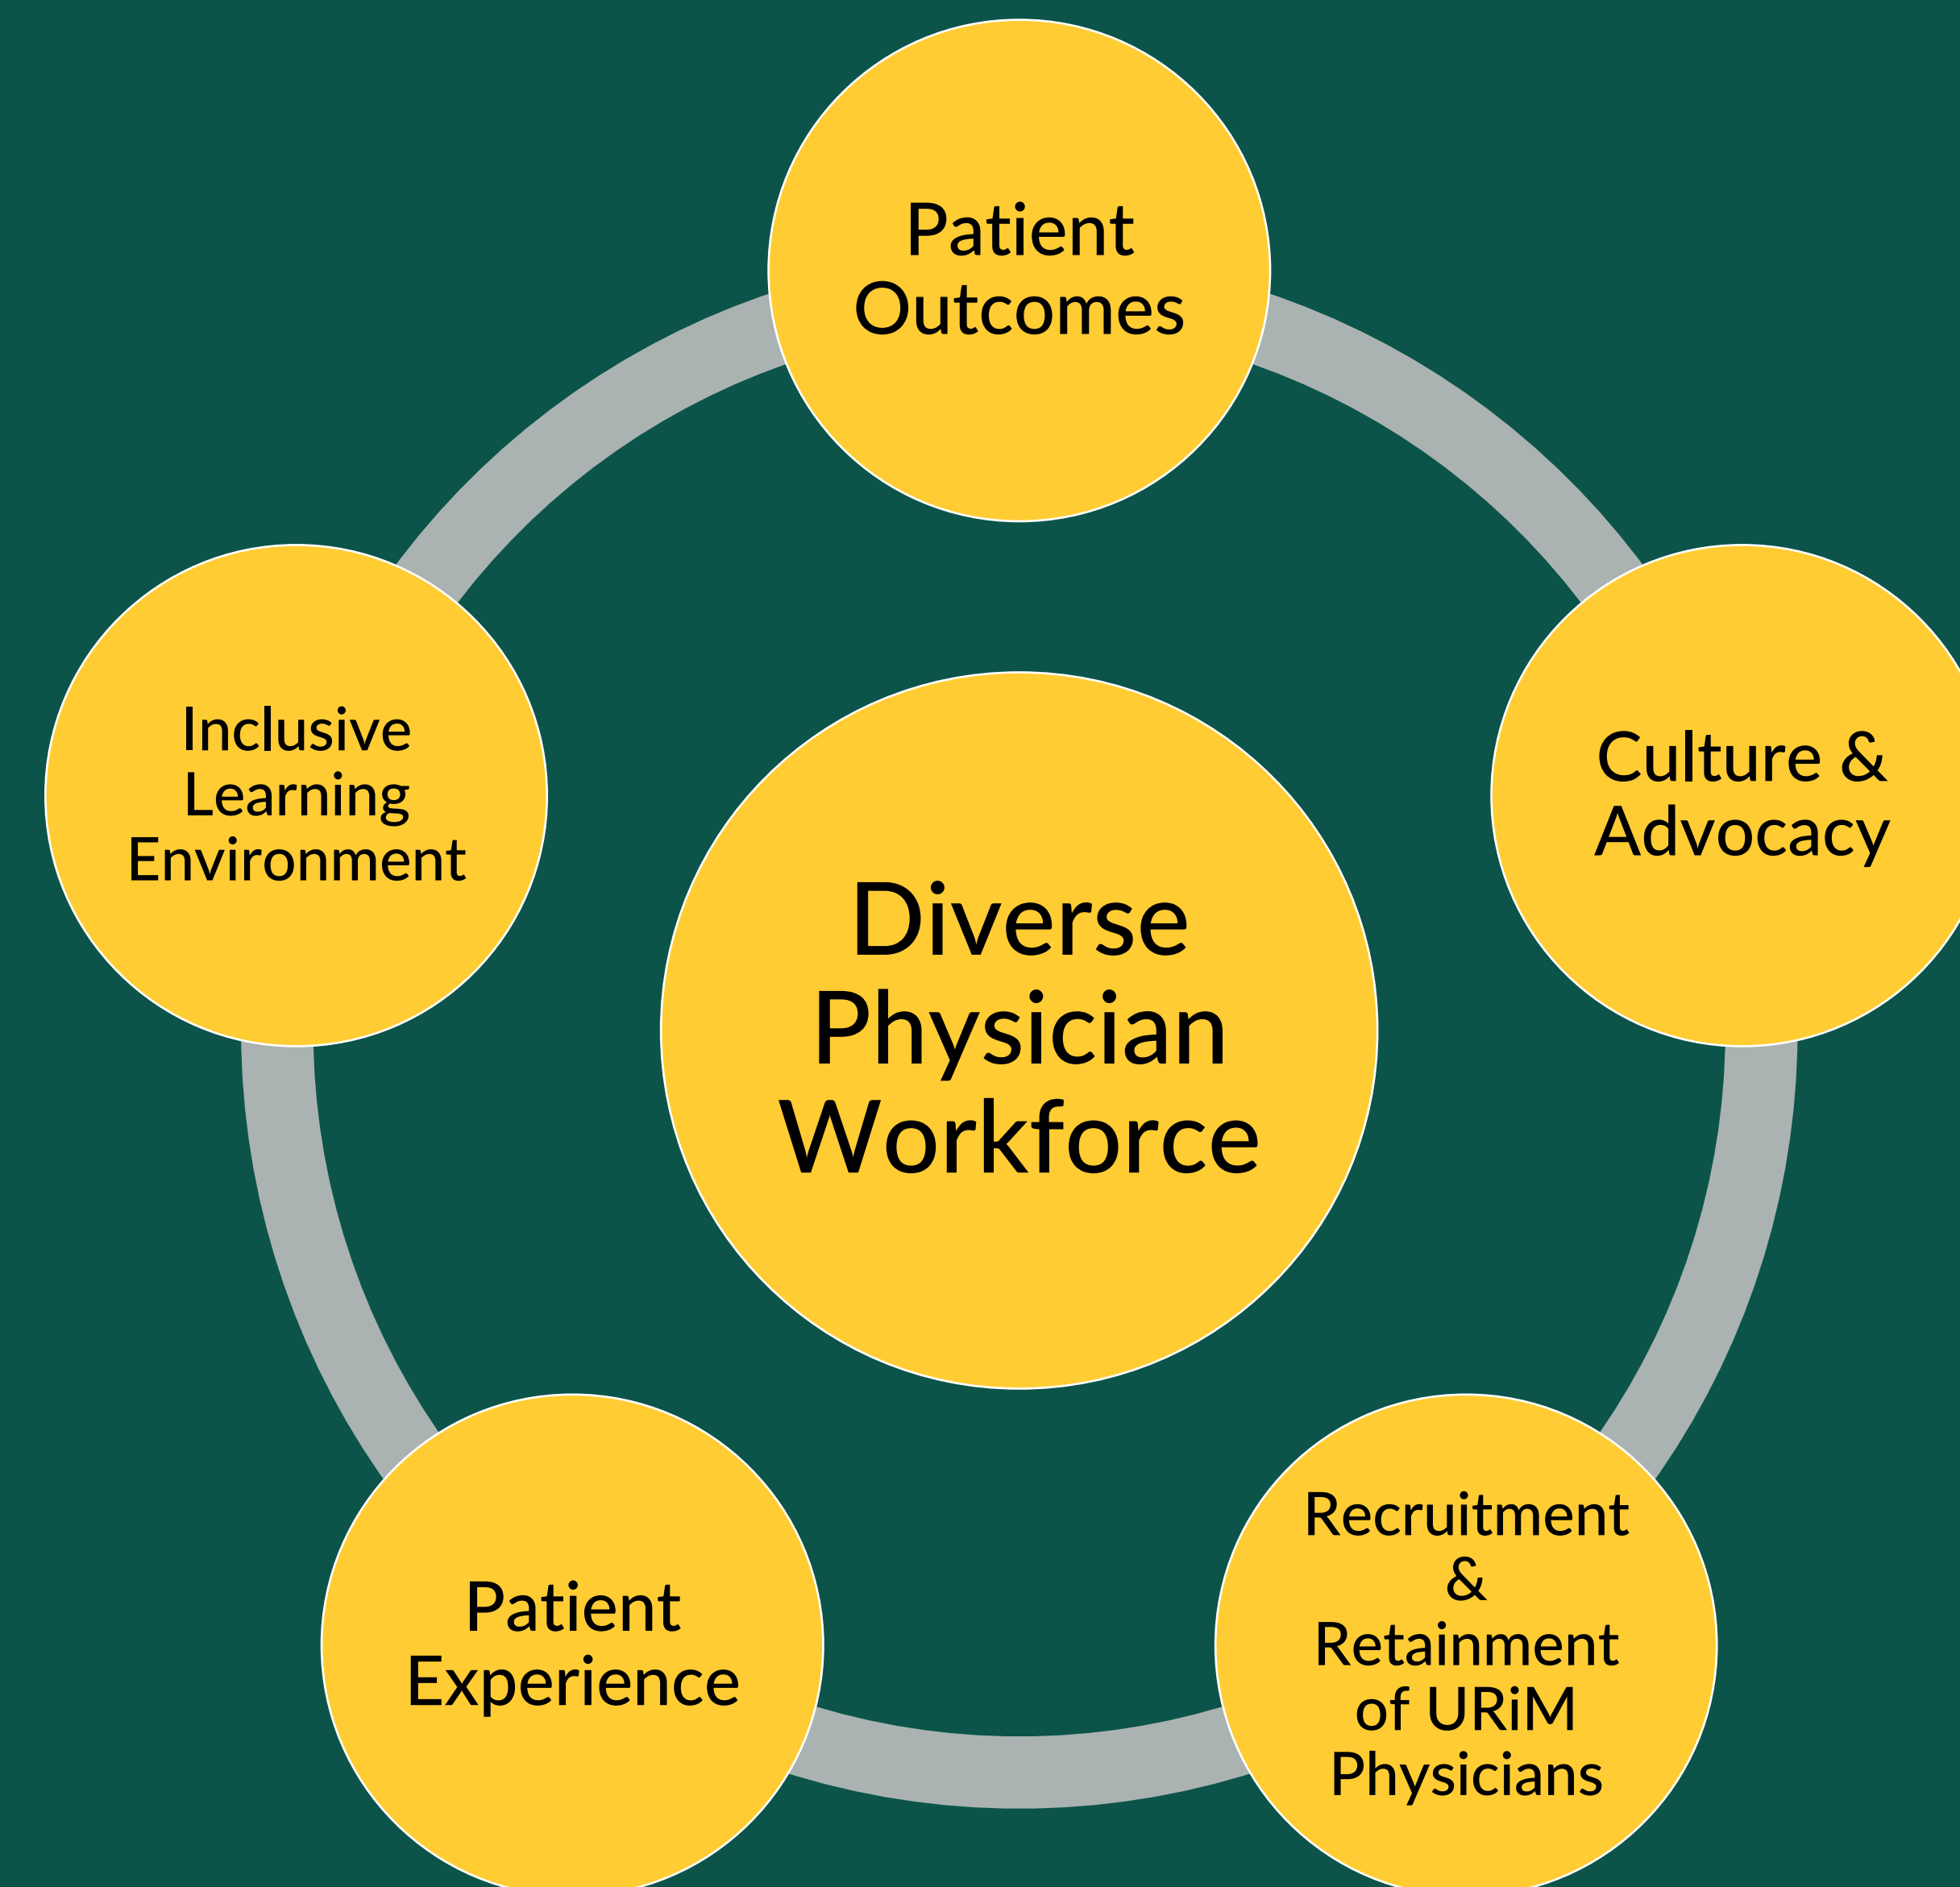 Patient
Outcomes
Inclusive
Learning
Environment
Culture &
Advocacy
Diverse
Physician
Workforce
Patient
Experience
Recruitment
&
Retainment
of URiM
Physicians